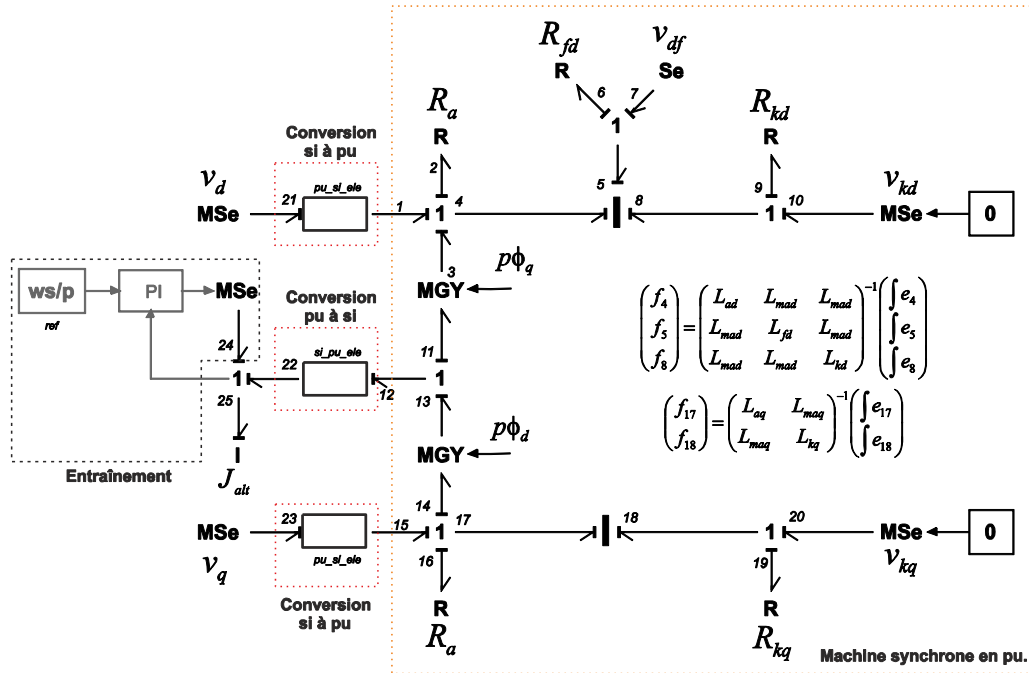 R_fd v_df
R Se
6 7
R_a 1 R_kd
Conversion
si à pu
R R
v_d pu_si_ele 2 5 9 v_kd
MSe 21 1 1 4 8 1 10 MSe 0
3 pϕ_q
ws/p PI MSe MGY
ref
Conversion
pu à si
24 22 si_pu_ele 11
1 12 1
25 13
(f_4 f_5 f_8) = (L_ad L_mad L_mad
L_mad L_fd L_mad
L_mad L_mad L_kd)^-1 (∫e_4 ∫e_5 ∫e_8)
(f_17 f_18) = (L_aq L_maq
L_maq L_kq)^-1 (∫e_17 ∫e_18)
pϕ_d
MGY
Entraînement
I
J_alt
14
MSe 23 15 1 17 18 1 20 MSe 0
v_q pu_si_ele 16 19 v_kq
Conversion
si à pu
R R
R_a R_kq
Machine synchrone en pu.